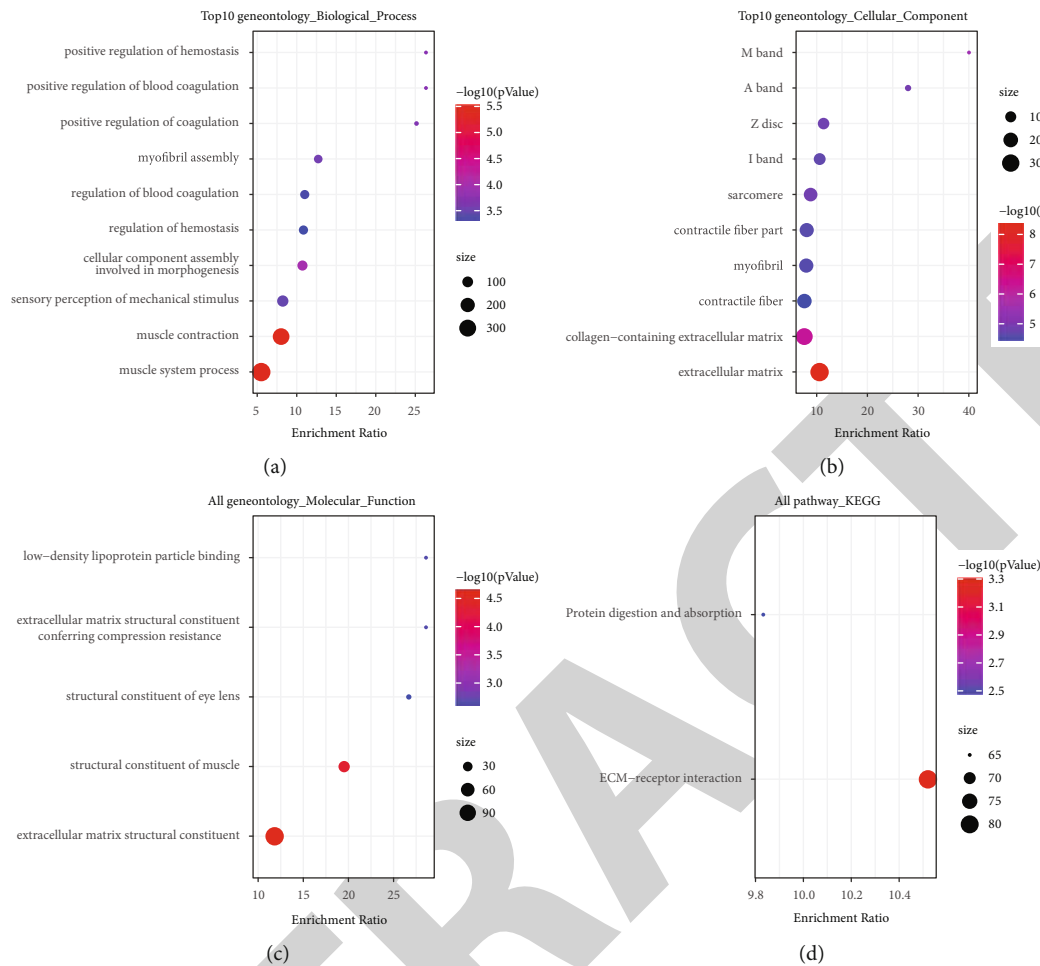 Top10 geneontology_Biological_Process
positive regulation of hemostasis
positive regulation of blood coagulation
positive regulation of coagulation
myofibril assembly
regulation of blood coagulation
regulation of hemostasis
cellular component assembly
involved in morphogenesis
sensory perception of mechanical stimulus
muscle contraction
muscle system process
5 10 15 20 25
Enrichment Ratio
−log10(pValue)
5.5
5.0
4.5
4.0
3.5
size
100
200
300
(a)
Top10 geneontology_Cellular_Component
M band
A band
Z disc
I band
sarcomere
contractile fiber part
myofibril
contractile fiber
collagen−containing extracellular matrix
extracellular matrix
10 20 30 40
Enrichment Ratio
size
10
20
30
−log10(
8
7
6
5
(b)
All geneontology_Molecular_Function
low−density lipoprotein particle binding
extracellular matrix structural constituent
conferring compression resistance
structural constituent of eye lens
structural constituent of muscle
extracellular matrix structural constituent
10 15 20 25
Enrichment Ratio
−log10(pValue)
4.5
4.0
3.5
3.0
size
30
60
90
(c)
All pathway_KEGG
Protein digestion and absorption
ECM−receptor interaction
9.8 10.0 10.2 10.4
Enrichment Ratio
−log10(pValue)
3.3
3.1
2.9
2.7
2.5
size
65
70
75
80
(d)
TRACT